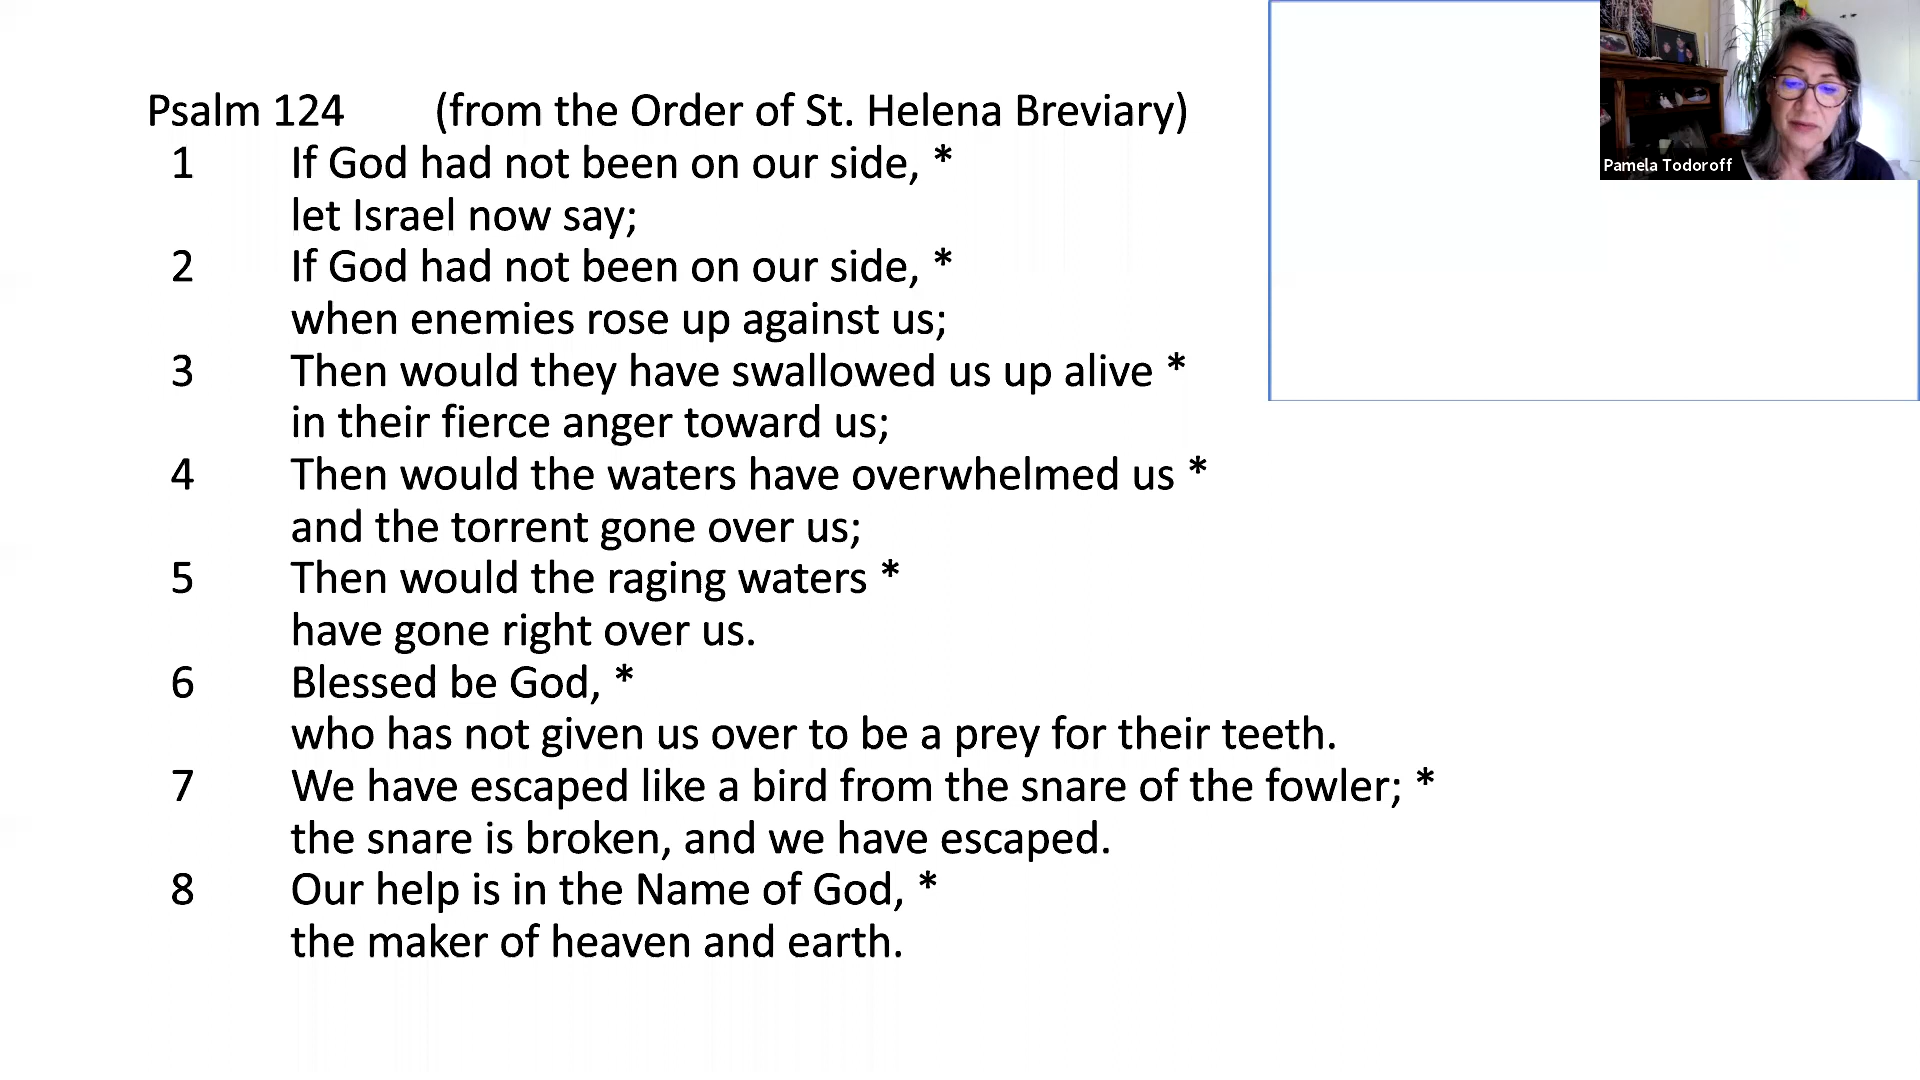 Psalm 124 (from the Order of St. Helena Breviary)
1 If God had not been on our side, *
let Israel now say;
2 If God had not been on our side, *
when enemies rose up against us;
3 Then would they have swallowed us up alive *
in their fierce anger toward us;
4 Then would the waters have overwhelmed us *
and the torrent gone over us;
5 Then would the raging waters *
have gone right over us.
6 Blessed be God, *
who has not given us over to be a prey for their teeth.
7 We have escaped like a bird from the snare of the fowler; *
the snare is broken, and we have escaped.
8 Our help is in the Name of God, *
the maker of heaven and earth.
Pamela Todoroff